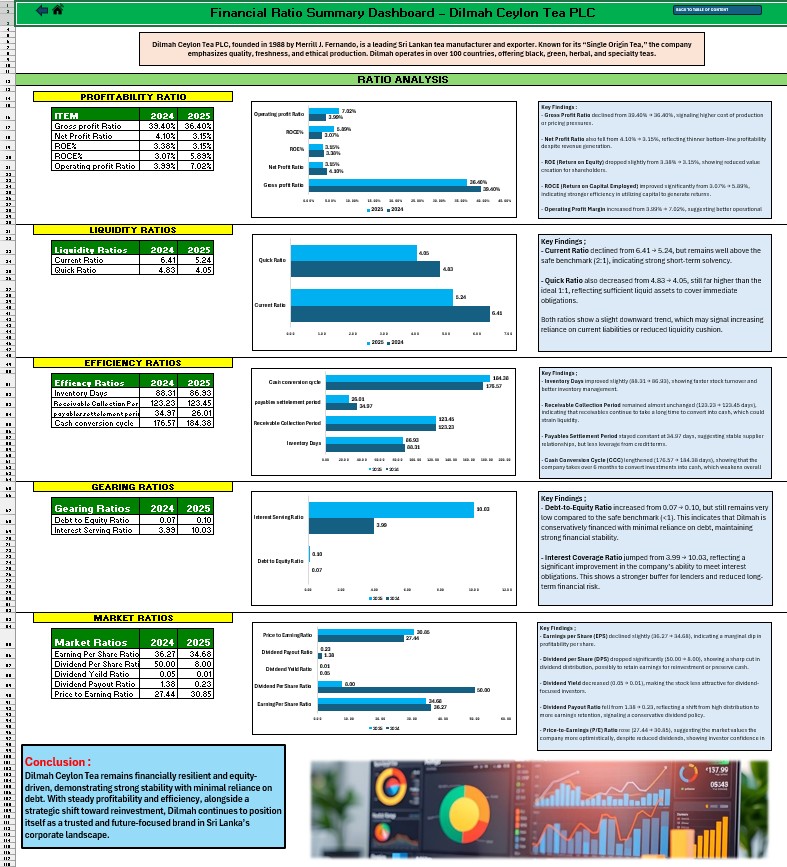 Financial Ratio Summary Dashboard – Dilmah Ceylon Tea PLC
BACK TO TABLE OF CONTENT
Dilmah Ceylon Tea PLC, founded in 1988 by Merrill J. Fernando, is a leading Sri Lankan tea manufacturer and exporter. Known for its "Single Origin Tea," the company
emphasizes quality, freshness, and ethical production. Dilmah operates in over 100 countries, offering black, green, herbal, and specialty teas.
RATIO ANALYSIS
PROFITABILITY RATIO
ITEM 2024 2025
Gross profit Ratio 39.40% 36.40%
Net Profit Ratio 4.10% 3.15%
ROE% 3.38% 3.15%
ROCE% 3.07% 5.89%
Operating profit Ratio 3.99% 7.02%
Operating profit Ratio 7.02% 3.99%
ROCE% 5.89% 3.07%
ROE% 3.15% 3.38%
Net Profit Ratio 3.15% 4.10%
Gross profit Ratio 36.40% 39.40%
0.00% 5.00% 10.00% 15.00% 20.00% 25.00% 30.00% 35.00% 40.00% 45.00%
2025 2024
Key Findings :
- Gross Profit Ratio declined from 39.40% → 36.40%, signaling higher cost of production
or pricing pressures.
- Net Profit Ratio also fell from 4.10% → 3.15%, reflecting thinner bottom-line profitability
despite revenue generation.
- ROE (Return on Equity) dropped slightly from 3.38% → 3.15%, showing reduced value
creation for shareholders.
- ROCE (Return on Capital Employed) improved significantly from 3.07% → 5.89%,
indicating stronger efficiency in utilizing capital to generate returns.
- Operating Profit Margin increased from 3.99% → 7.02%, suggesting better operational
LIQUIDITY RATIOS
Liquidity Ratios 2024 2025
Current Ratio 6.41 5.24
Quick Ratio 4.83 4.05
Quick Ratio 4.05 4.83
Current Ratio 5.24 6.41
0.00 1.00 2.00 3.00 4.00 5.00 6.00 7.00
2025 2024
Key Findings ;
- Current Ratio declined from 6.41 → 5.24, but remains well above the
safe benchmark (2:1), indicating strong short-term solvency.
- Quick Ratio also decreased from 4.83 → 4.05, still far higher than the
ideal 1:1, reflecting sufficient liquid assets to cover immediate
obligations.
Both ratios show a slight downward trend, which may signal increasing
reliance on current liabilities or reduced liquidity cushion.
EFFICIENCY RATIOS
Effiency Ratios 2024 2025
Inventory Days 88.31 86.93
Receivable Collection Per 123.23 123.45
payables settelement peri 34.97 26.01
Cash conversion cycle 176.57 184.38
Cash conversion cycle 184.38 176.57
payables settelement period 26.01 34.97
Receivable Collection Period 123.45 123.23
Inventory Days 86.93 88.31
2025 2024
Key Findings ;
- Inventory Days improved slightly (88.31 → 86.93), showing faster stock turnover and
better inventory management.
- Receivable Collection Period remained almost unchanged (123.23 → 123.45 days),
indicating that receivables continue to take a long time to convert into cash, which could
strain liquidity.
- Payables Settlement Period stayed constant at 34.97 days, suggesting stable supplier
relationships, but less leverage from credit terms.
- Cash Conversion Cycle (CCC) lengthened (176.57 → 184.38 days), showing that the
company takes over 6 months to convert investments into cash, which weakens overall
GEARING RATIOS
Gearing Ratios 2024 2025
Debt to Equity Ratio 0.07 0.10
Interest Serving Ratio 3.99 10.03
Interest Serving Ratio 10.03 3.99
Debt to Equity Ratio 0.10 0.07
0.00 2.00 4.00 6.00 8.00 10.00 12.00
2025 2024
Key Findings ;
- Debt-to-Equity Ratio increased from 0.07 → 0.10, but still remains very
low compared to the safe benchmark (<1). This indicates that Dilmah is
conservatively financed with minimal reliance on debt, maintaining
strong financial stability.
- Interest Coverage Ratio jumped from 3.99 → 10.03, reflecting a
significant improvement in the company's ability to meet interest
obligations. This shows a stronger buffer for lenders and reduced long-
term financial risk.
MARKET RATIOS
Market Ratios 2024 2025
Earning Per Share Ratio 36.27 34.68
Dividend Per Share Rati 50.00 8.00
Dividend Yeild Ratio 0.05 0.01
Dividend Payout Ratio 1.38 0.23
Price to Earning Ratio 27.44 30.85
Price to Earning Ratio 30.85 27.44
Dividend Payout Ratio 0.23 1.38
Dividend Yeild Ratio 0.01 0.05
Dividend Per Share Ratio 8.00 50.00
Earning Per Share Ratio 34.68 36.27
0.00 10.00 20.00 30.00 40.00 50.00 60.00
2025 2024
Key Findings ;
- Earnings per Share (EPS) declined slightly (36.27 → 34.68), indicating a marginal dip in
profitability per share.
- Dividend per Share (DPS) dropped significantly (50.00 → 8.00), showing a sharp cut in
dividend distribution, possibly to retain earnings for reinvestment or preserve cash.
- Dividend Yield decreased (0.05 → 0.01), making the stock less attractive for dividend-
focused investors.
- Dividend Payout Ratio fell from 1.38 → 0.23, reflecting a shift from high distribution to
more earnings retention, signaling a conservative dividend policy.
- Price-to-Earnings (P/E) Ratio rose (27.44 → 30.85), suggesting the market values the
company more optimistically, despite reduced dividends, showing investor confidence in
Conclusion :
Dilmah Ceylon Tea remains financially resilient and equity-
driven, demonstrating strong stability with minimal reliance on
debt. With steady profitability and efficiency, alongside a
strategic shift toward reinvestment, Dilmah continues to position
itself as a trusted and future-focused brand in Sri Lanka's
corporate landscape.